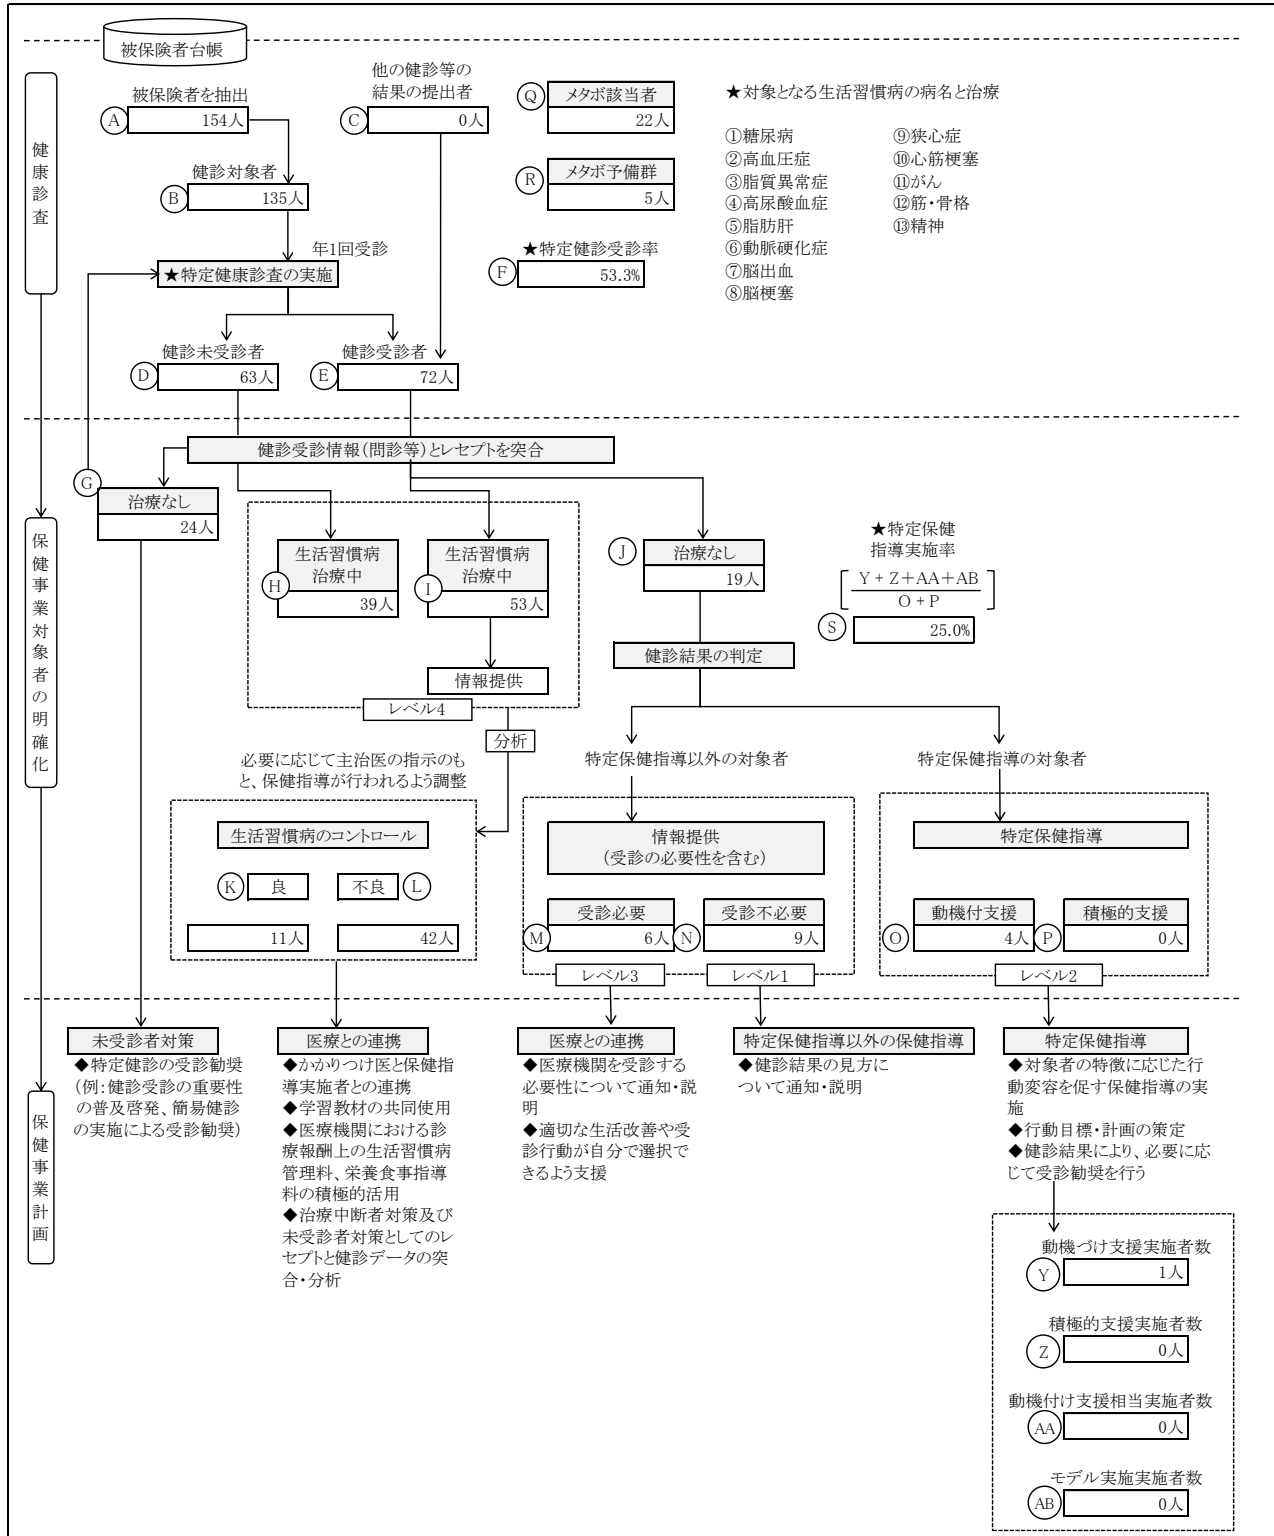 被保険者台帳
健康診査
被保険者を抽出
A
154人
他の健診等の
結果の提出者
C
0人
Q
メタボ該当者
22人
R
メタボ予備群
5人
★対象となる生活習慣病の病名と治療
①糖尿病
②高血圧症
③脂質異常症
④高尿酸血症
⑤脂肪肝
⑥動脈硬化症
⑦脳出血
⑧脳梗塞
⑨狭心症
⑩心筋梗塞
⑪がん
⑫筋・骨格
⑬精神
健診対象者
B
135人
年1回受診
★特定健康診査の実施
★特定健診受診率
F
53.3%
健診未受診者
D
63人
健診受診者
E
72人
保健事業対象者の明確化
健診受診情報(問診等)とレセプトを突合
G
治療なし
24人
生活習慣病
治療中
H
39人
生活習慣病
治療中
I
53人
情報提供
レベル4
J
治療なし
19人
健診結果の判定
★特定保健
指導実施率
Y + Z+AA+AB
O + P
S
25.0%
分析
必要に応じて主治医の指示のも
と、保健指導が行われるよう調整
特定保健指導以外の対象者
特定保健指導の対象者
生活習慣病のコントロール
K
良
不良
L
11人
42人
情報提供
(受診の必要性を含む)
受診必要
M
6人
受診不必要
N
9人
レベル3
レベル1
特定保健指導
動機付支援
O
4人
積極的支援
P
0人
レベル2
保健事業計画
未受診者対策
◆特定健診の受診勧奨
(例:健診受診の重要性
の普及啓発、簡易健診
の実施による受診勧奨)
医療との連携
◆かかりつけ医と保健指
導実施者との連携
◆学習教材の共同使用
◆医療機関における診
療報酬上の生活習慣病
管理料、栄養食事指導
料の積極的活用
◆治療中断者対策及び
未受診者対策としてのレ
セプトと健診データの突
合・分析
医療との連携
◆医療機関を受診する
必要性について通知・説
明
◆適切な生活改善や受
診行動が自分で選択で
きるよう支援
特定保健指導以外の保健指導
◆健診結果の見方に
ついて通知・説明
特定保健指導
◆対象者の特徴に応じた行
動変容を促す保健指導の実
施
◆行動目標・計画の策定
◆健診結果により、必要に応
じて受診勧奨を行う
動機づけ支援実施者数
Y
1人
積極的支援実施者数
Z
0人
動機付け支援相当実施者数
AA
0人
モデル実施実施者数
AB
0人